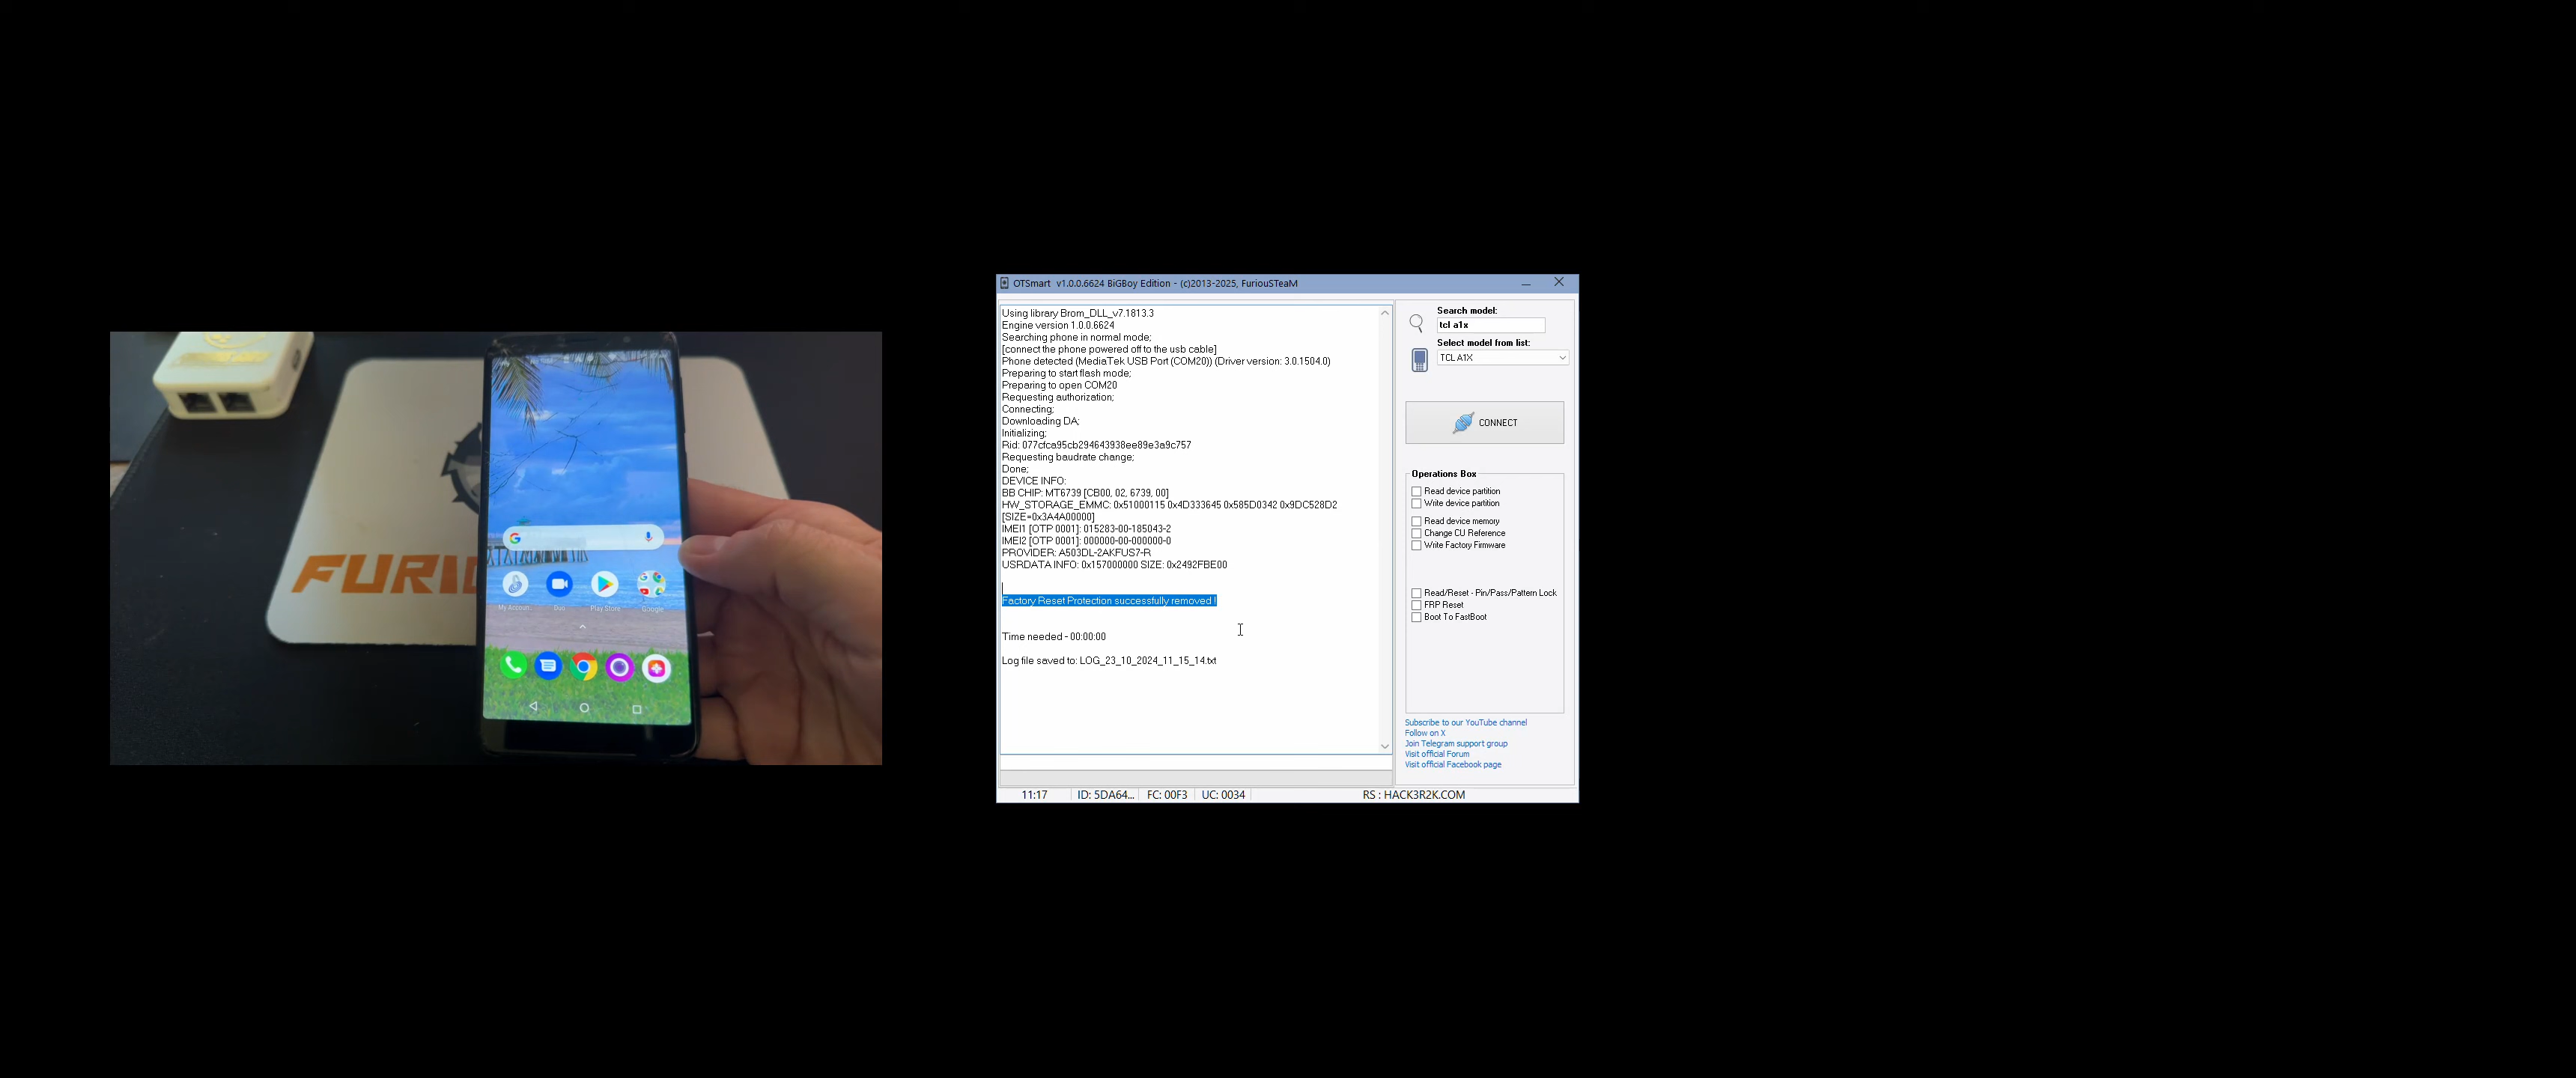 FURIO
My Account
Duo
Play Store
Google
OTSmart v1.0.0.6624 BiGBoy Edition - (c)2013-2025, FuriouSTeaM
Using library Brom_DLL_v7.1813.3
Engine version 1.0.0.6624
Searching phone in normal mode;
[connect the phone powered off to the usb cable]
Phone detected (MediaTek USB Port (COM20)) (Driver version: 3.0.1504.0)
Preparing to start flash mode;
Preparing to open COM20
Requesting authorization;
Connecting;
Downloading DA;
Initializing;
Rid: 077cfca95cb294643938ee89e3a9c757
Requesting baudrate change;
Done;
DEVICE INFO:
BB CHIP: MT6739 [CB00, 02, 6739, 00]
HW_STORAGE_EMMC: 0x51000115 0x4D333645 0x585D0342 0x9DC528D2
[SIZE=0x3A4A00000]
IMEI1 [OTP 0001]: 015283-00-185043-2
IMEI2 [OTP 0001]: 000000-00-000000-0
PROVIDER: A503DL-2AKFUS7-R
USRDATA INFO: 0x157000000 SIZE: 0x2492FBE00
Factory Reset Protection successfully removed !
Time needed - 00:00:00
Log file saved to: LOG_23_10_2024_11_15_14.txt
Search model:
tcl a1x
Select model from list:
TCL A1X
CONNECT
Operations Box
Read device partition
Write device partition
Read device memory
Change CU Reference
Write Factory Firmware
Read/Reset - Pin/Pass/Pattern Lock
FRP Reset
Boot To FastBoot
Subscribe to our YouTube channel
Follow on X
Join Telegram support group
Visit official Forum
Visit official Facebook page
11:17
ID: 5DA64...
FC: 00F3
UC: 0034
RS : HACK3R2K.COM